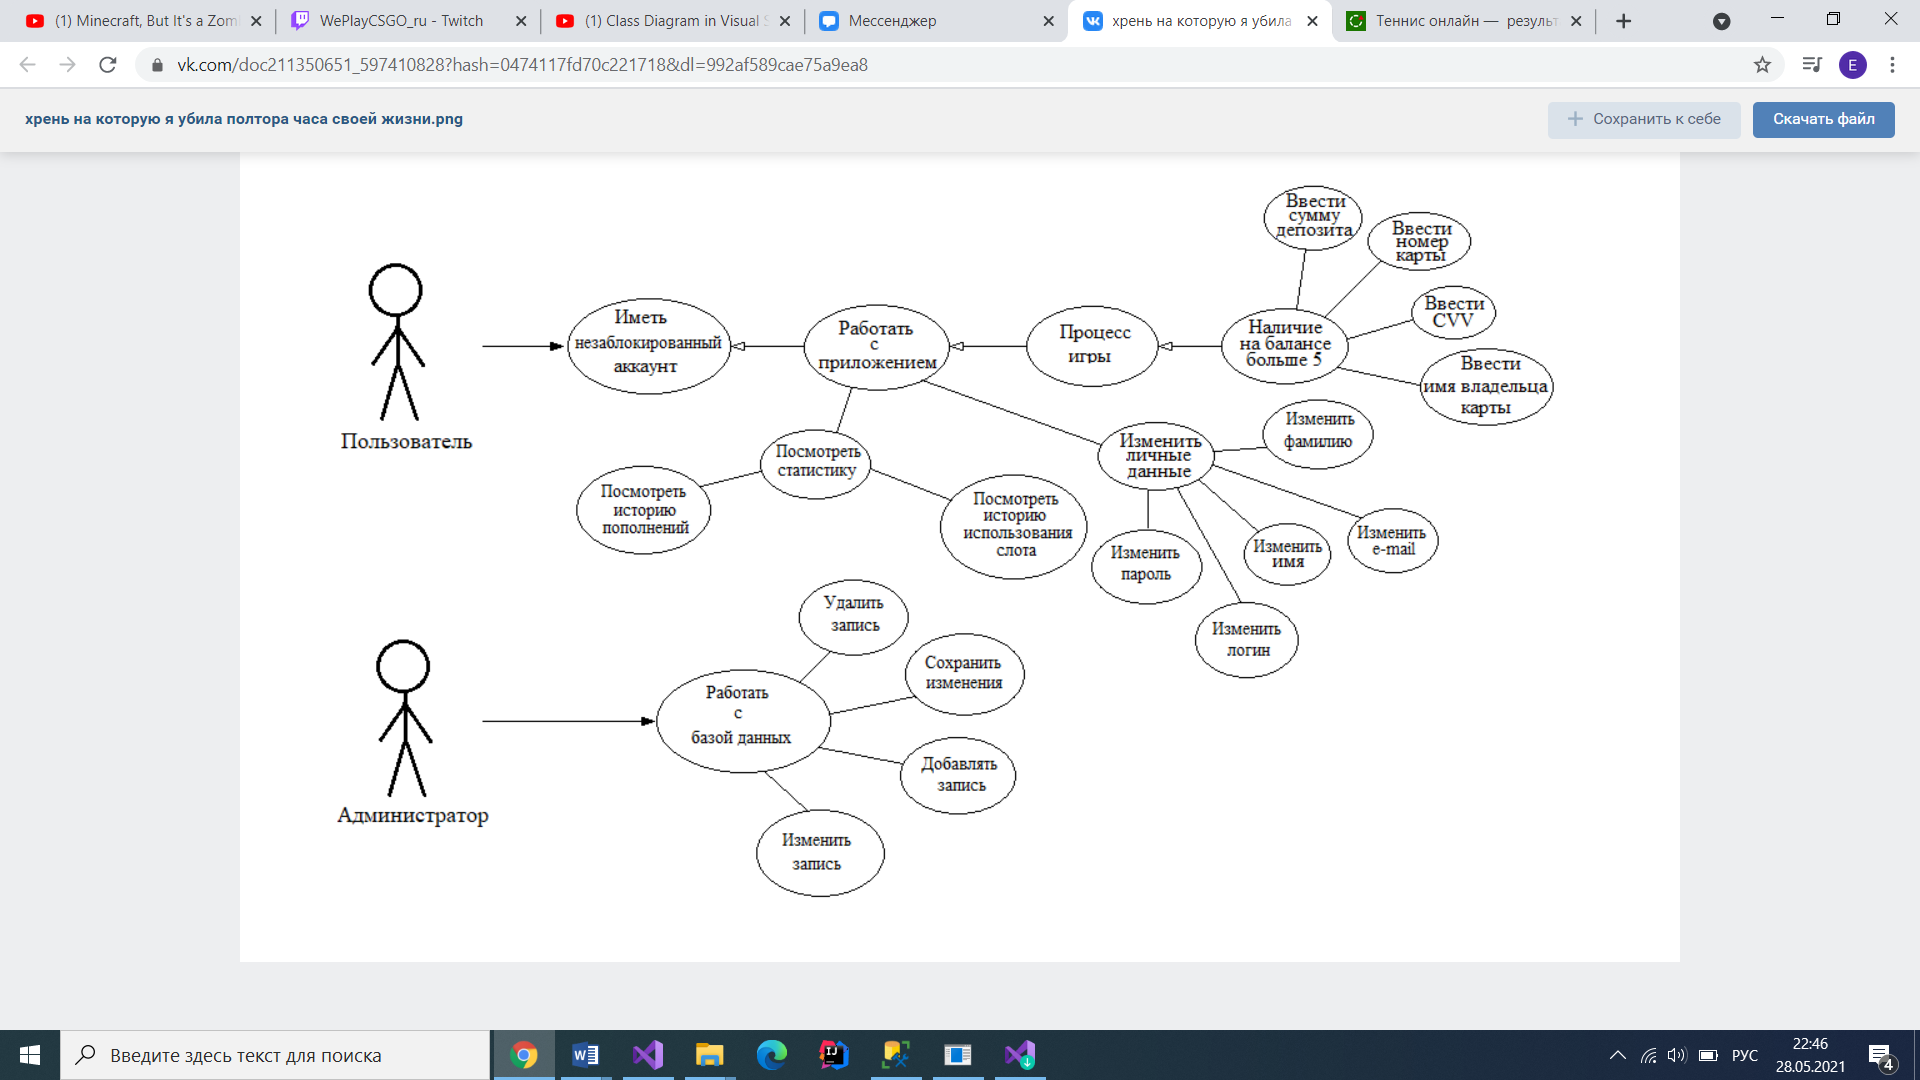 (1) Minecraft, But It's a Zom
WePlayCSGO_ru - Twitch
(1) Class Diagram in Visual S
Мессенджер
хрень на которую я убила
Теннис онлайн — результ
vk.com/doc211350651_597410828?hash=0474117fd70c221718&dl=992af589cae75a9ea8
E
хрень на которую я убила полтора часа своей жизни.png
Сохранить к себе
Скачать файл
Ввести
сумму
депозита
Ввести
номер
карты
Ввести
CVV
Ввести
имя владельца
карты
Иметь
незаблокированный
аккаунт
Работать
с
приложением
Процесс
игры
Наличие
на балансе
больше 5
Пользователь
Посмотреть
статистику
Изменить
личные
данные
Изменить
фамилию
Посмотреть
историю
пополнений
Посмотреть
историю
использования
слота
Изменить
пароль
Изменить
имя
Изменить
e-mail
Изменить
логин
Удалить
запись
Сохранить
изменения
Работать
с
базой данных
Добавлять
запись
Изменить
запись
Администратор
Введите здесь текст для поиска
РУС
22:46
28.05.2021
4